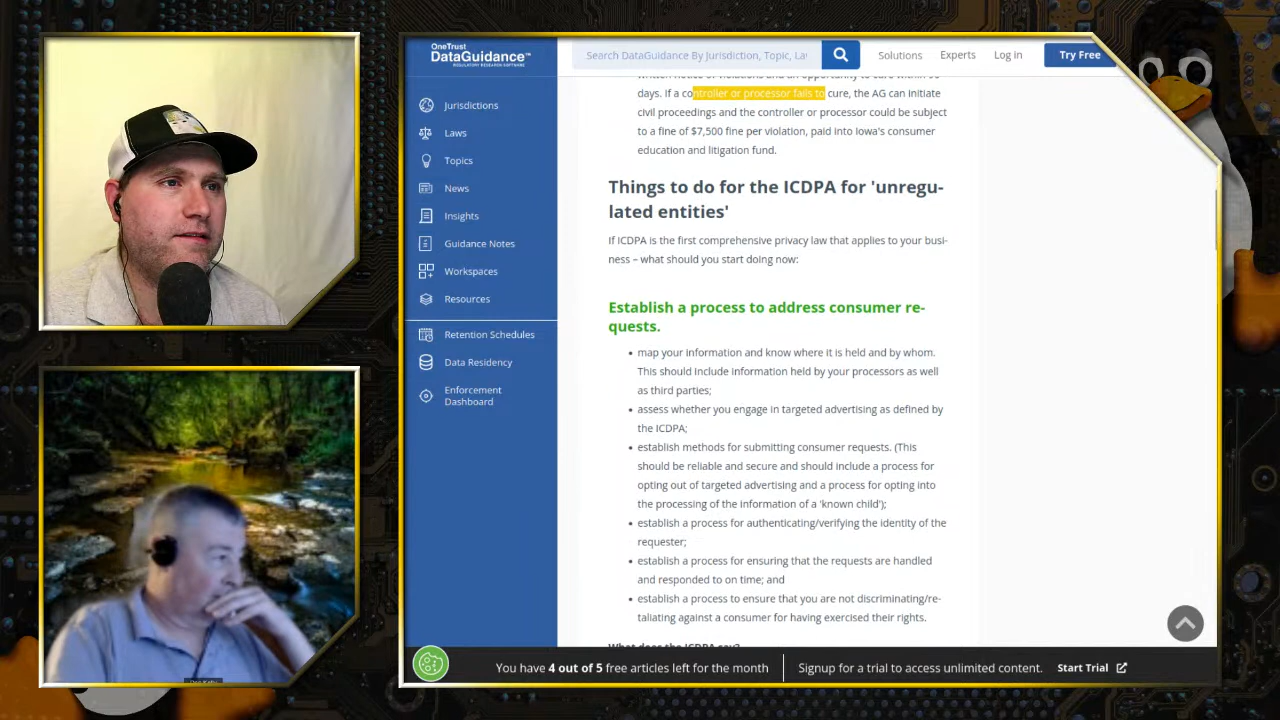 OneTrust
DataGuidance™
REGULATORY RESEARCH SOFTWARE
Search DataGuidance By Jurisdiction, Topic, La
Solutions
Experts
Log in
Try Free
Jurisdictions
Laws
Topics
News
Insights
Guidance Notes
Workspaces
Resources
Retention Schedules
Data Residency
Enforcement
Dashboard
days. If a controller or processor fails to cure, the AG can initiate
civil proceedings and the controller or processor could be subject
to a fine of $7,500 fine per violation, paid into Iowa's consumer
education and litigation fund.
Things to do for the ICDPA for 'unregu-
lated entities'
If ICDPA is the first comprehensive privacy law that applies to your busi-
ness – what should you start doing now:
Establish a process to address consumer re-
quests.
• map your information and know where it is held and by whom.
This should include information held by your processors as well
as third parties;
• assess whether you engage in targeted advertising as defined by
the ICDPA;
• establish methods for submitting consumer requests. (This
should be reliable and secure and should include a process for
opting out of targeted advertising and a process for opting into
the processing of the information of a 'known child');
• establish a process for authenticating/verifying the identity of the
requester;
• establish a process for ensuring that the requests are handled
and responded to on time; and
• establish a process to ensure that you are not discriminating/re-
taliating against a consumer for having exercised their rights.
You have 4 out of 5 free articles left for the month
Signup for a trial to access unlimited content.
Start Trial